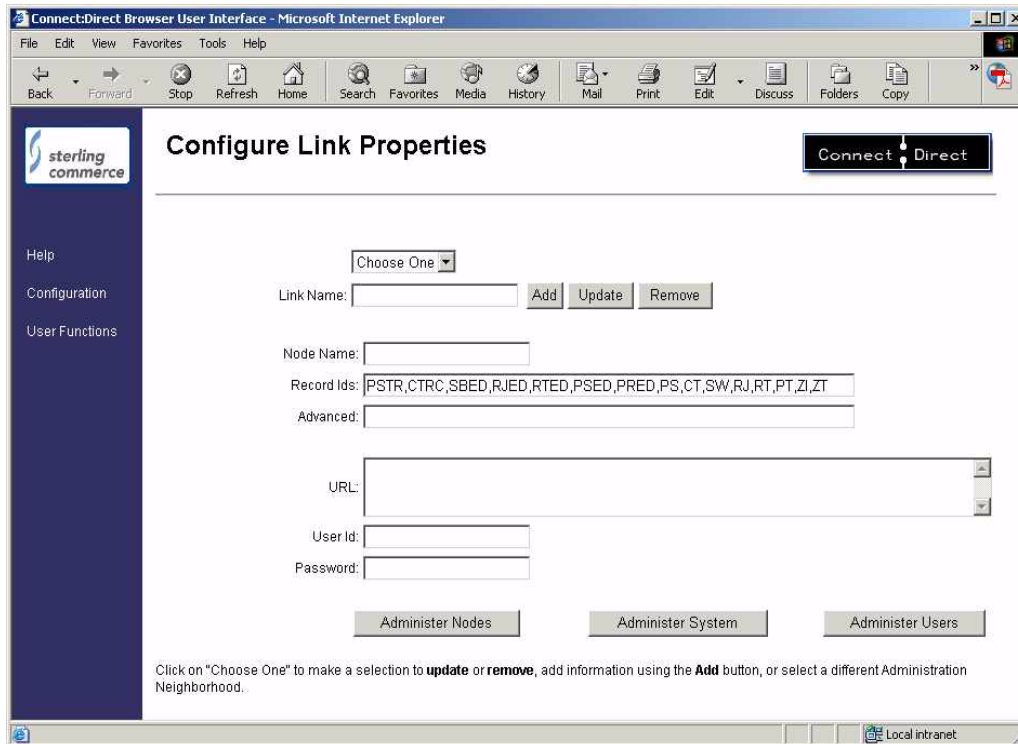 Connect:Direct Browser User Interface - Microsoft Internet Explorer
File Edit View Favorites Tools Help
Back Forward Stop Refresh Home Search Favorites Media History Mail Print Edit Discuss Folders Copy »
sterling
commerce
Configure Link Properties
Connect Direct
Help
Configuration
User Functions
Choose One
Link Name: Add Update Remove
Node Name:
Record Ids: PSTR,CTRC,SBED,RJED,RTED,PSED,PRED,PS,CT,SW,RJ,RT,PT,ZI,ZT
Advanced:
URL:
User Id:
Password:
Administer Nodes Administer System Administer Users
Click on "Choose One" to make a selection to update or remove, add information using the Add button, or select a different Administration
Neighborhood.
Local intranet